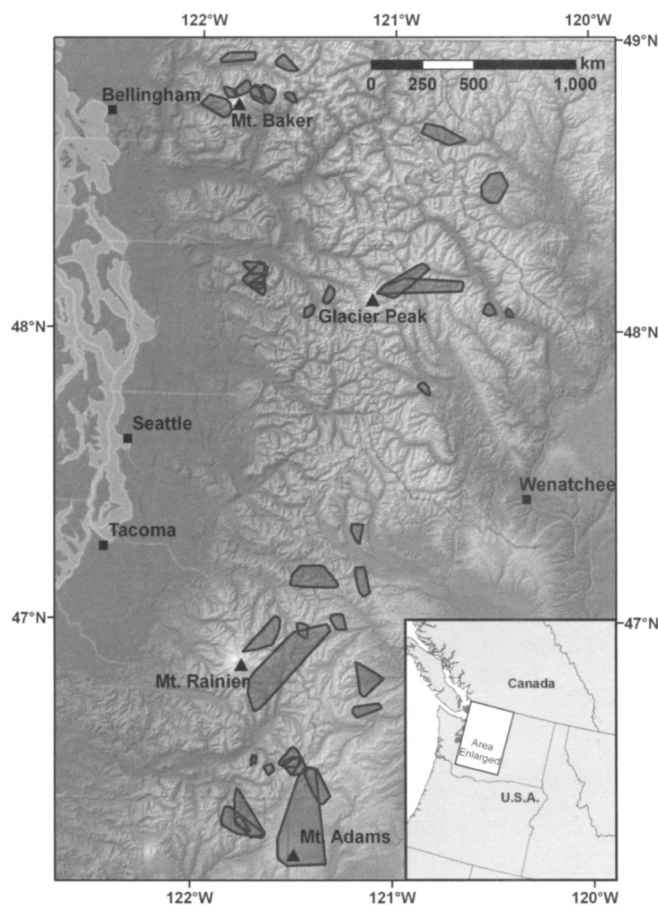 122°W 121°W 120°W
49°N
km
0 250 500 1,000
Bellingham
Mt. Baker
48°N 48°N
Glacier Peak
Seattle
Wenatchee
Tacoma
47°N 47°N
Mt. Rainier
Canada
Area
Enlarged
U.S.A.
Mt. Adams
122°W 121°W 120°W